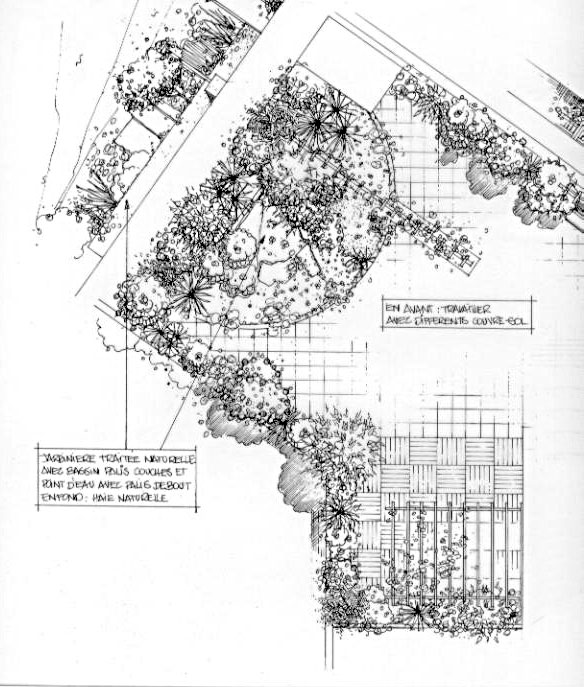 EN AVANT : TRAVAILLER
AVEC DIFFERENTS COUVRE-SOL
JARDINIERE TRAITEE NATURELLE
AVEC BASSIN PALIS COUCHES ET
POINT D'EAU AVEC PALIS DEBOUT
EN FOND : HAIE NATURELLE